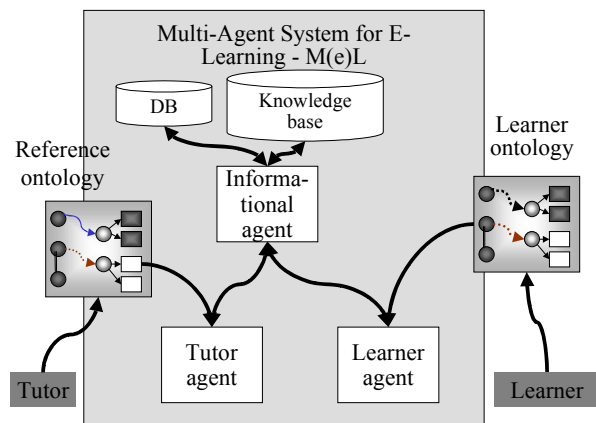 Multi-Agent System for E-
Learning - M(e)L
DB
Knowledge
base
Reference
ontology
Learner
ontology
Informa-
tional
agent
Tutor
agent
Learner
agent
Tutor
Learner